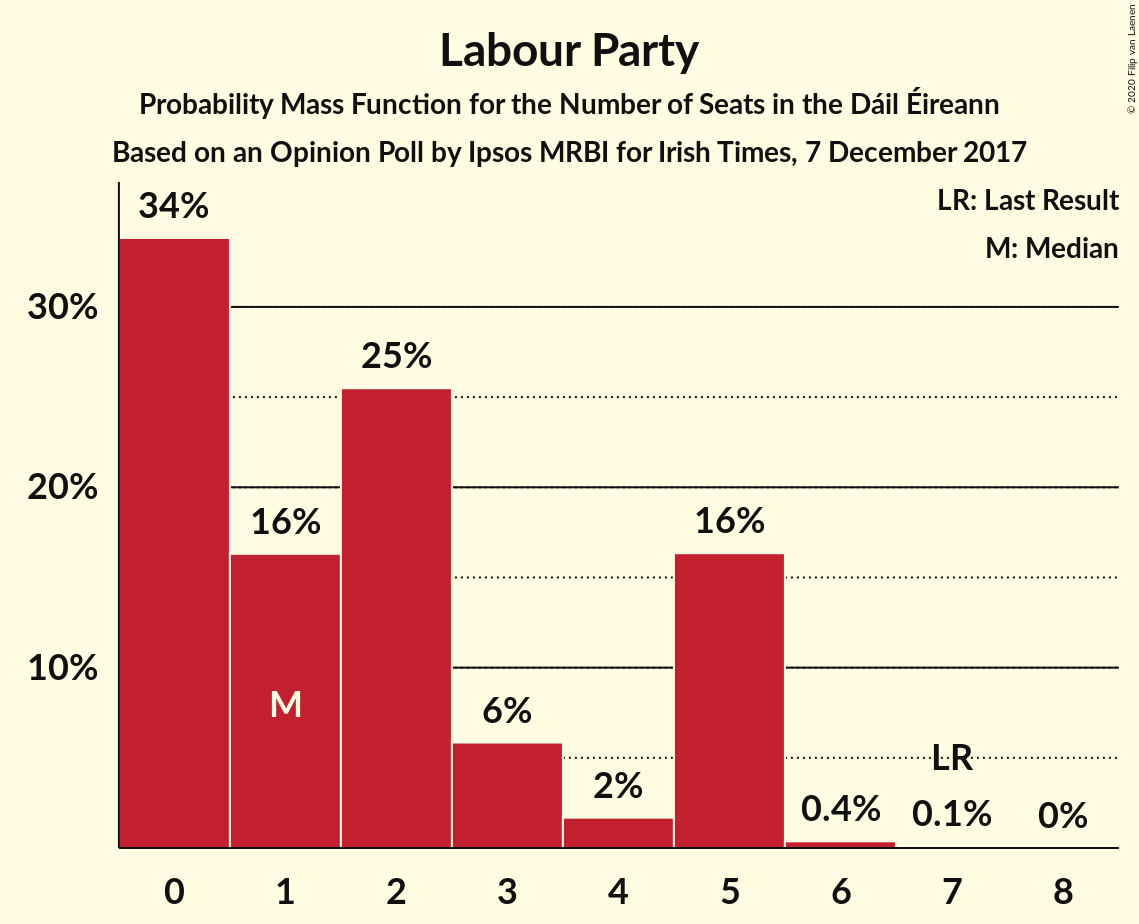 Labour Party
Probability Mass Function for the Number of Seats in the Dáil Éireann
Based on an Opinion Poll by Ipsos MRBI for Irish Times, 7 December 2017
© 2020 Filip van Laenen
LR: Last Result
M: Median
34%
30%
25%
20%
16%
16%
10%
M
6%
LR
2%
0.4%
0.1%
0%
0 1 2 3 4 5 6 7 8